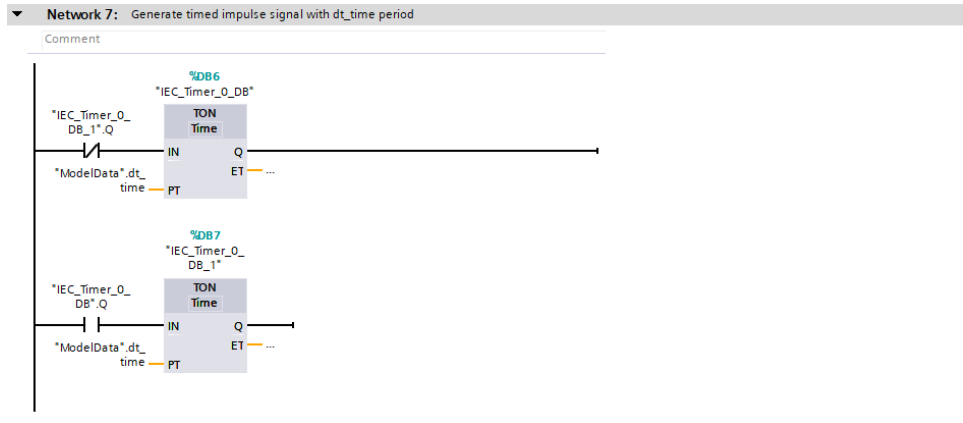 Network 7: Generate timed impulse signal with dt_time period
Comment
%DB6
"IEC_Timer_0_DB"
"IEC_Timer_0_
DB_1".Q
TON
Time
IN
Q
"ModelData".dt_
time
ET
...
PT
%DB7
"IEC_Timer_0_
DB_1"
"IEC_Timer_0_
DB".Q
TON
Time
IN
Q
"ModelData".dt_
time
ET
...
PT